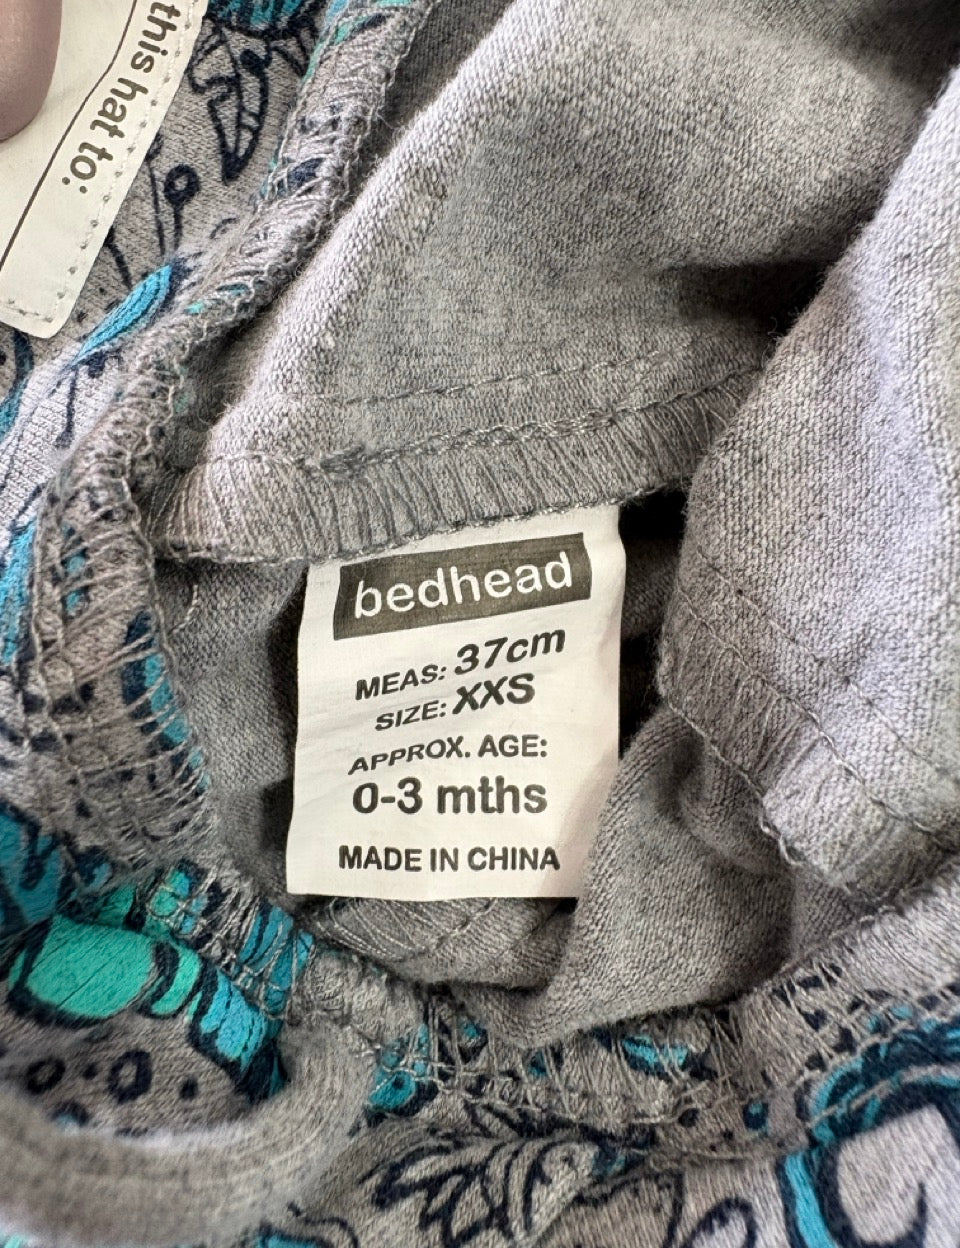 this hat to:
bedhead
MEAS: 37cm
SIZE: XXS
APPROX. AGE:
0-3 mths
MADE IN CHINA